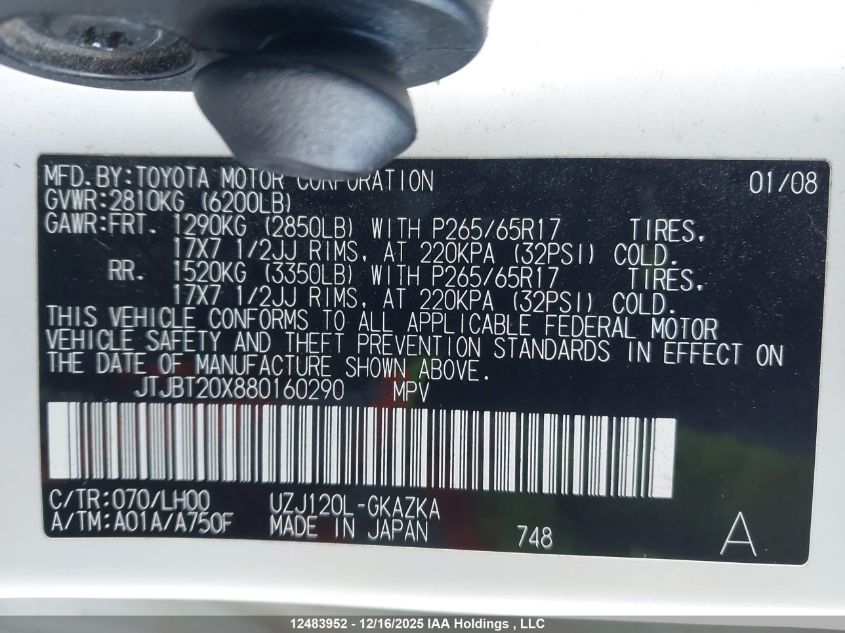 MFD. BY: TOYOTA MOTOR CORPORATION 01/08
GVWR: 2810KG (6200LB)
GAWR: FRT. 1290KG (2850LB) WITH P265/65R17 TIRES,
17X7 1/2JJ RIMS, AT 220KPA (32PSI) COLD.
RR. 1520KG (3350LB) WITH P265/65R17 TIRES,
17X7 1/2JJ RIMS, AT 220KPA (32PSI) COLD.
THIS VEHICLE CONFORMS TO ALL APPLICABLE FEDERAL MOTOR
VEHICLE SAFETY AND THEFT PREVENTION STANDARDS IN EFFECT ON
THE DATE OF MANUFACTURE SHOWN ABOVE.
JTJBT20X880160290 MPV
C/TR: 070/LH00 UZJ120L-GKAZKA
A/TM: A01A/A750F MADE IN JAPAN 748 A
12483952 - 12/16/2025 IAA Holdings , LLC